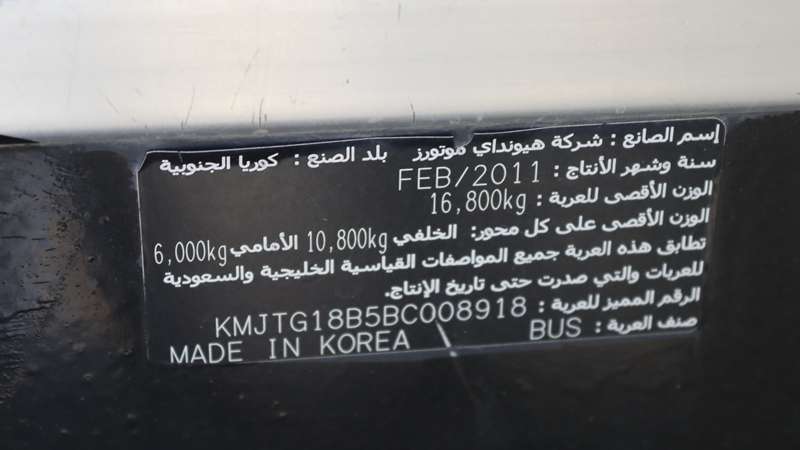 إسم الصانع : شركة هيونداي موتورز بلد الصنع : كوريا الجنوبية
سنة وشهر الأنتاج : FEB/2011
الوزن الأقصى للعربة : 16,800kg
الوزن الأقصى على كل محور: الخلفي 10,800kg الأمامي 6,000kg
تطابق هذه العربة جميع المواصفات القياسية الخليجية والسعودية
للعربات والتي صدرت حتى تاريخ الإنتاج.
الرقم المميز للعربة : KMJTG18B5BC008918
صنف العربة : BUS MADE IN KOREA